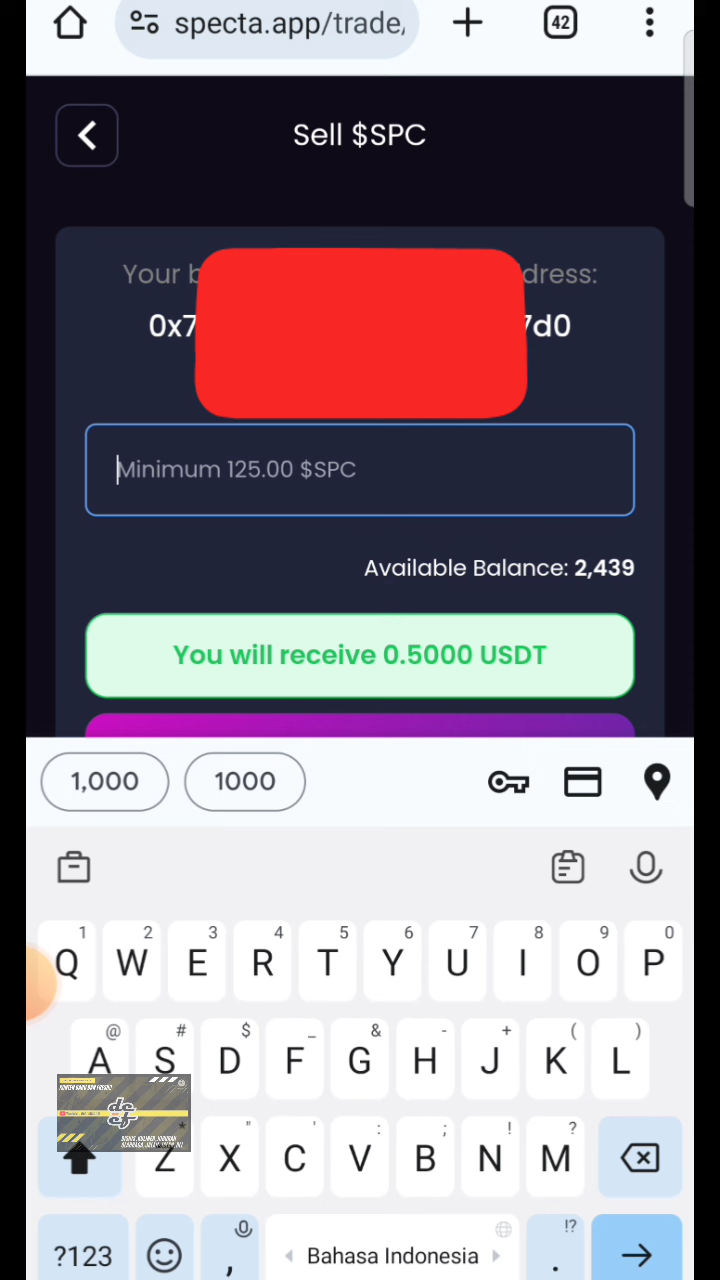 specta.app/trade/
42
Sell $SPC
Your b dress:
0x7 7d0
Minimum 125.00 $SPC
Available Balance: 2,439
You will receive 0.5000 USDT
1,000 1000
1 2 3 4 5 6 7 8 9 0
Q W E R T Y U I O P
@ # $ _ & - + ( )
A S D F G H J K L
" ' : ; ! ?
Z X C V B N M
!?
?123 , Bahasa Indonesia .